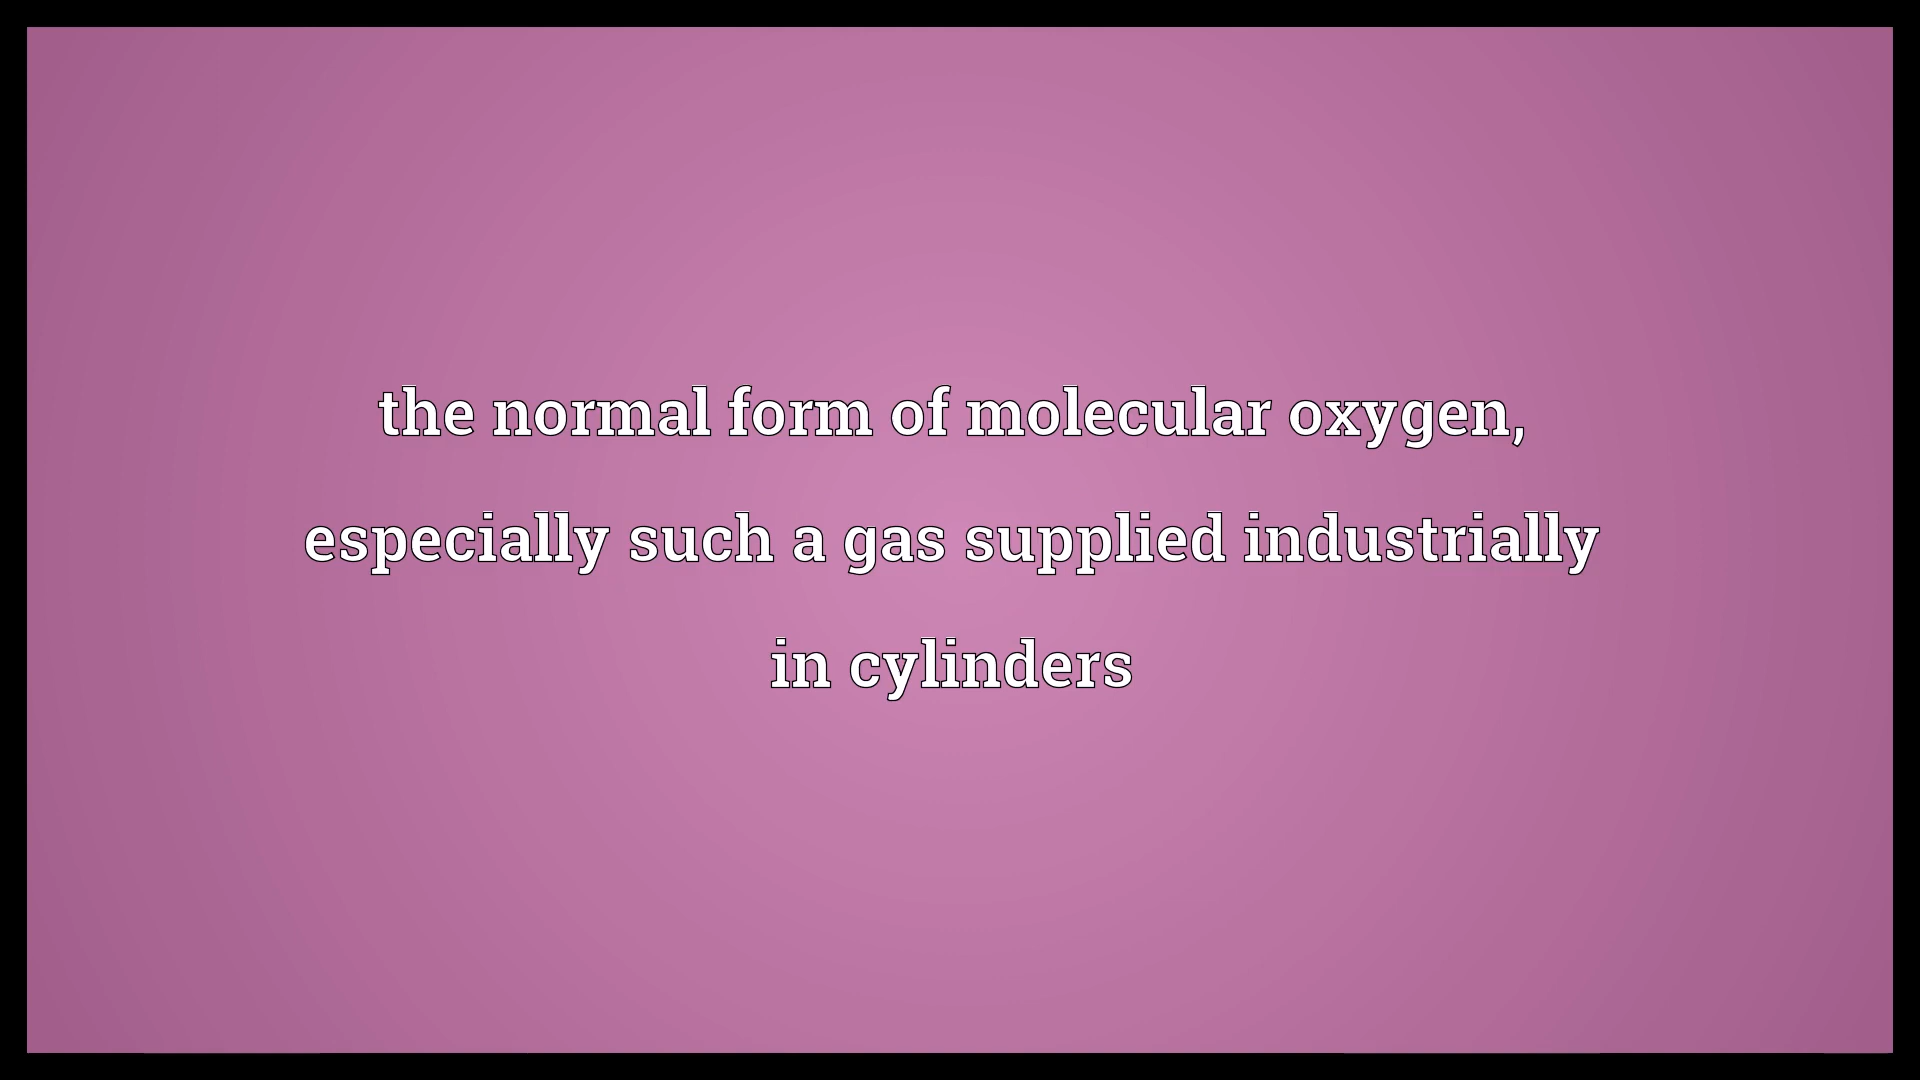 the normal form of molecular oxygen,
especially such a gas supplied industrially
in cylinders